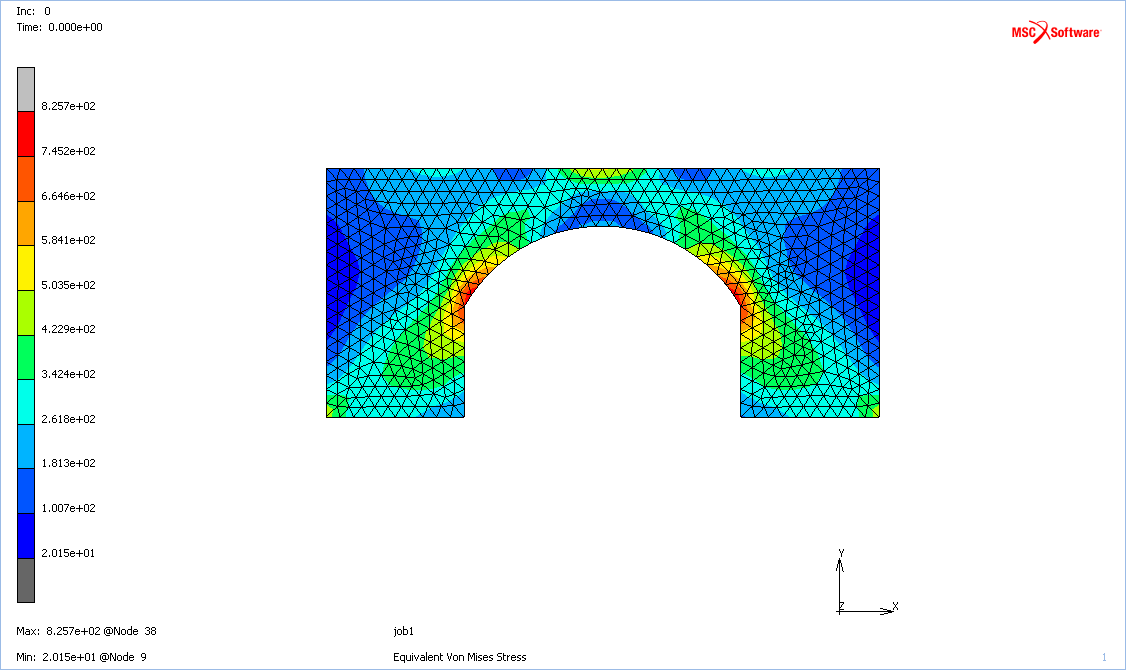 Inc: 0
Time: 0.000e+00
MSC Software
8.257e+02
7.452e+02
6.646e+02
5.841e+02
5.035e+02
4.229e+02
3.424e+02
2.618e+02
1.813e+02
1.007e+02
2.015e+01
Y
Z X
Max: 8.257e+02 @Node 38
job1
Min: 2.015e+01 @Node 9
Equivalent Von Mises Stress
1